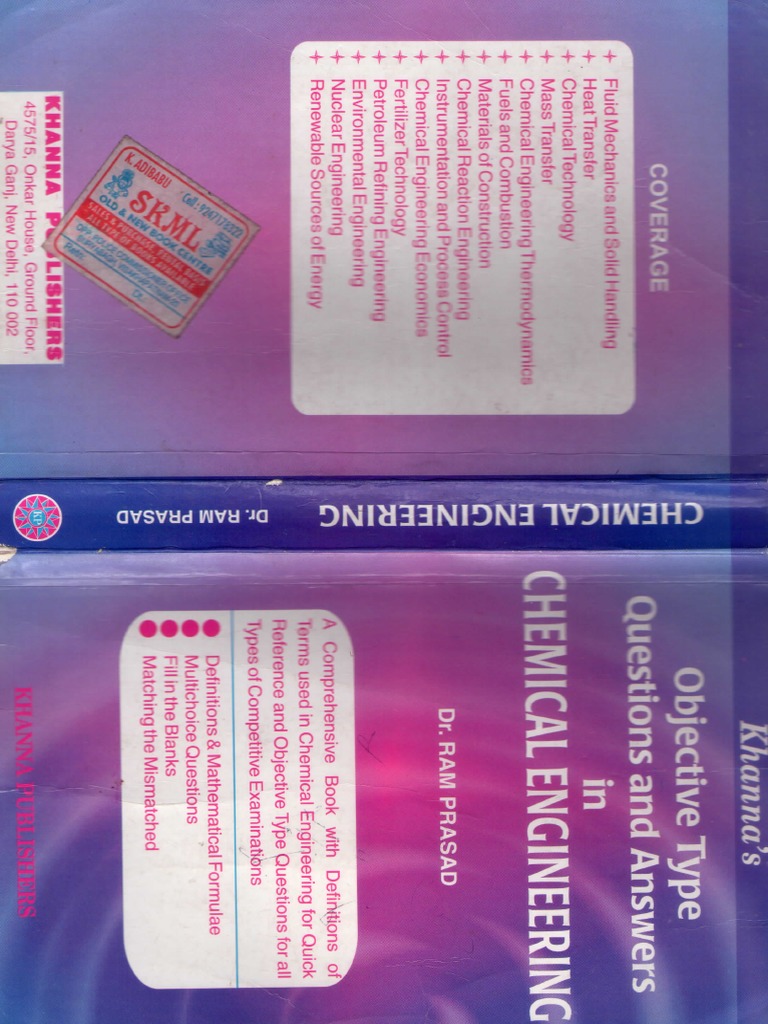 COVERAGE
+ Fluid Mechanics and Solid Handling
+ Heat Transfer
+ Chemical Technology
+ Mass Transfer
+ Chemical Engineering Thermodynamics
+ Fuels and Combustion
+ Materials of Construction
+ Chemical Reaction Engineering
+ Instrumentation and Process Control
+ Chemical Engineering Economics
+ Fertilizer Technology
+ Petroleum Refining Engineering
+ Environmental Engineering
+ Nuclear Engineering
+ Renewable Sources of Energy
K. ADIBABU
SRML
OLD & NEW BOOK CENTRE
KHANNA PUBLISHERS
4575/15, Onkar House, Ground Floor,
Darya Ganj, New Delhi, 110 002
CHEMICAL ENGINEERING
Dr. RAM PRASAD
KP
Khanna's
Objective Type
Questions and Answers
in
CHEMICAL ENGINEERING
Dr. RAM PRASAD
A Comprehensive Book with Definitions of
Terms used in Chemical Engineering for Quick
Reference and Objective Type Questions for all
Types of Competitive Examinations
Definitions & Mathematical Formulae
Multichoice Questions
Fill in the Blanks
Matching the Mismatched
KHANNA PUBLISHERS